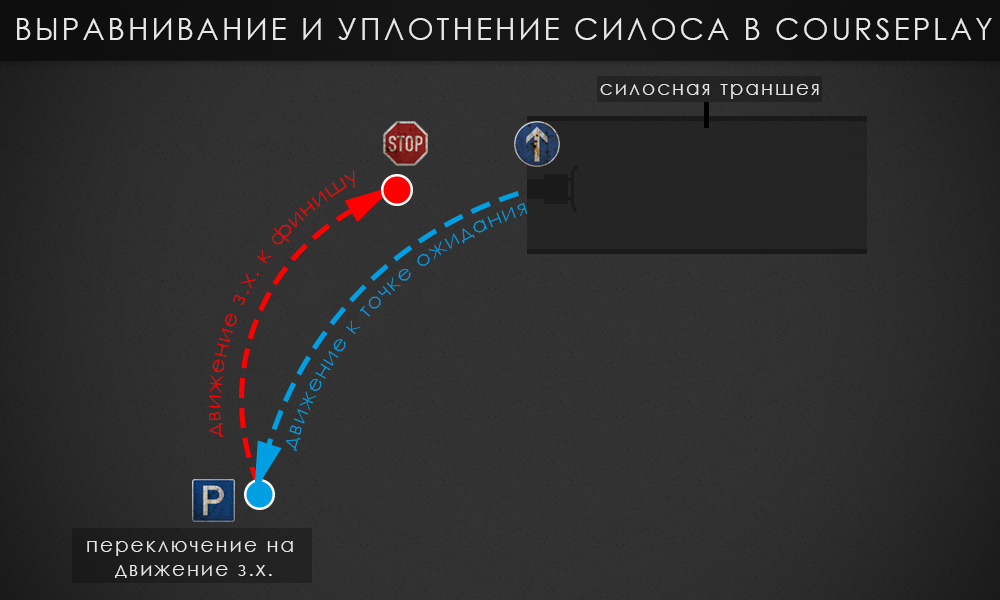 ВЫРАВНИВАНИЕ И УПЛОТНЕНИЕ СИЛОСА В COURSEPLAY
силосная траншея
STOP
движение з.х. к финишу
движение к точке ожидания
P
переключение на
движение з.х.